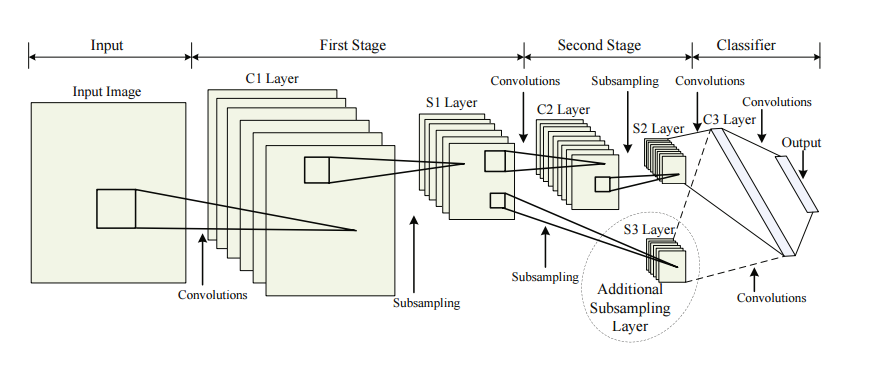 Input
First Stage
Second Stage
Classifier
Input Image
C1 Layer
S1 Layer
Convolutions
C2 Layer
Subsampling
S2 Layer
Convolutions
C3 Layer
Convolutions
Output
Convolutions
Subsampling
Subsampling
S3 Layer
Additional
Subsampling
Layer
Convolutions